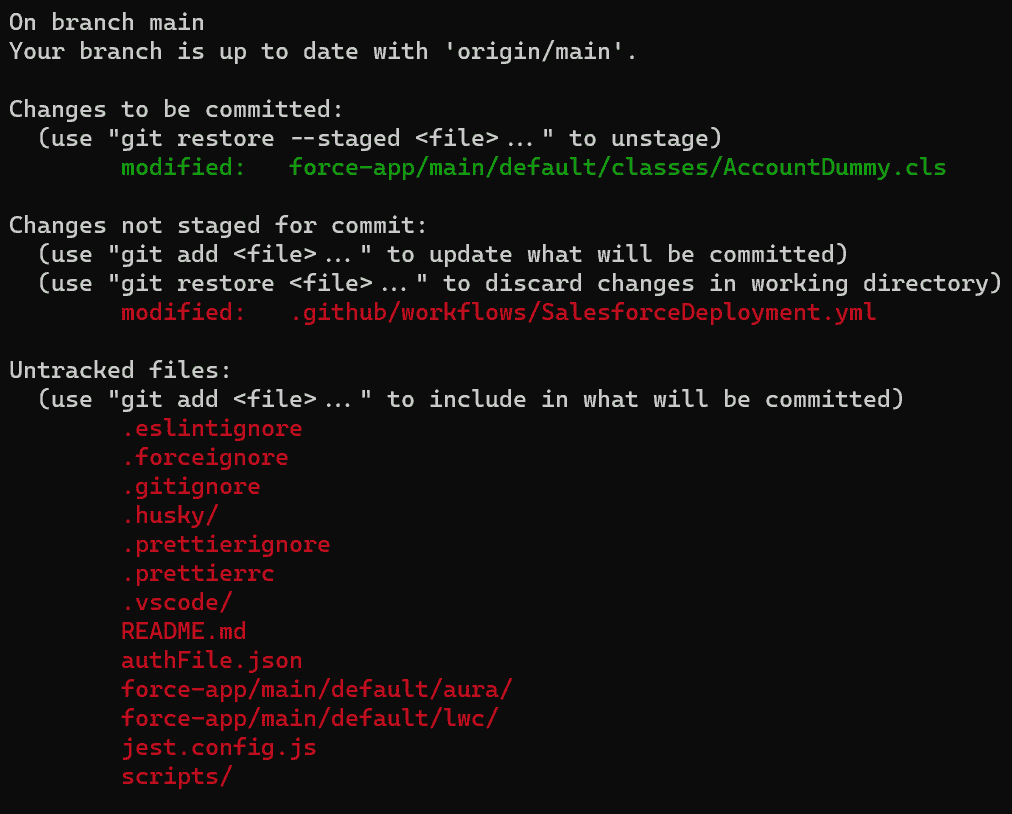 On branch main
Your branch is up to date with 'origin/main'.
Changes to be committed:
(use "git restore --staged <file>..." to unstage)
modified: force-app/main/default/classes/AccountDummy.cls
Changes not staged for commit:
(use "git add <file>..." to update what will be committed)
(use "git restore <file>..." to discard changes in working directory)
modified: .github/workflows/SalesforceDeployment.yml
Untracked files:
(use "git add <file>..." to include in what will be committed)
.eslintignore
.forceignore
.gitignore
.husky/
.prettierignore
.prettierrc
.vscode/
README.md
authFile.json
force-app/main/default/aura/
force-app/main/default/lwc/
jest.config.js
scripts/